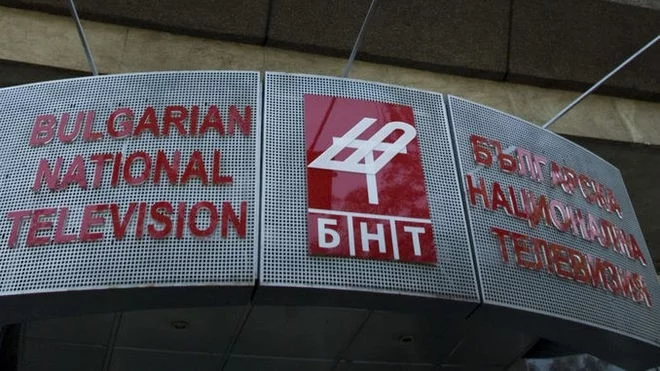 BULGARIAN
NATIONAL
TELEVISION
БНТ
БЪЛГАРСКА
НАЦИОНАЛНА
ТЕЛЕВИЗИЯ